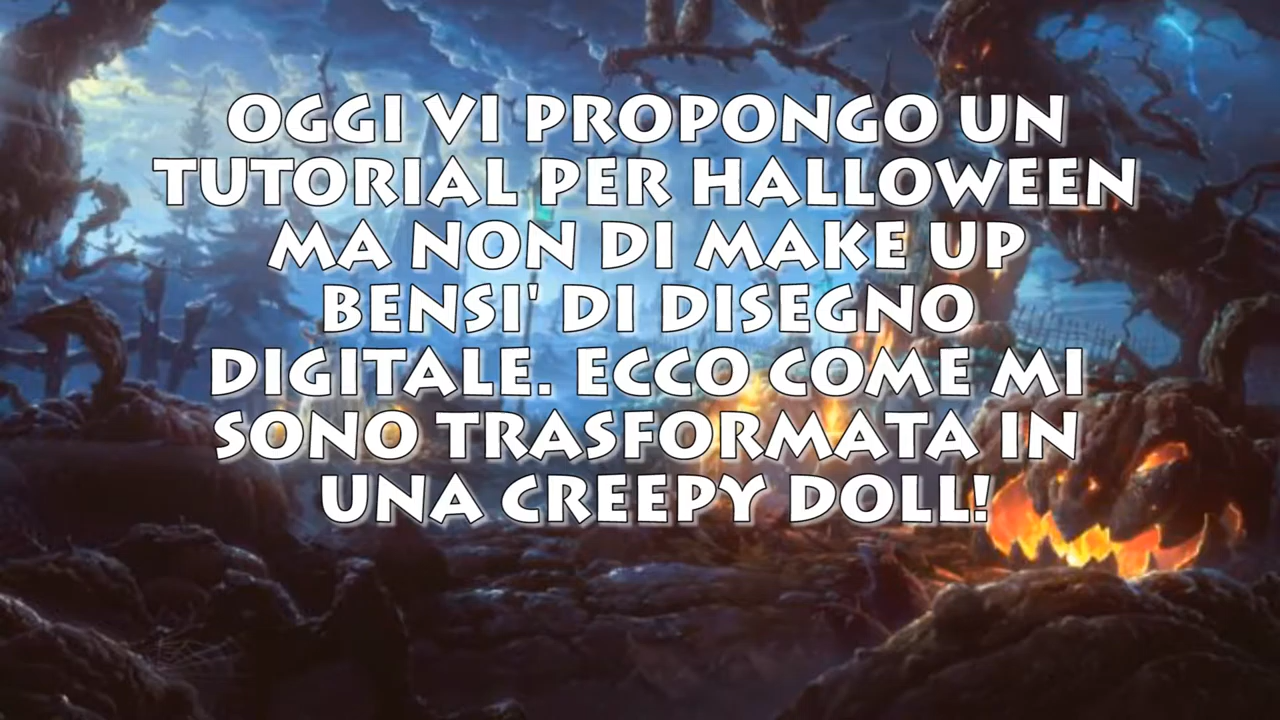 OGGI VI PROPONGO UN
TUTORIAL PER HALLOWEEN
MA NON DI MAKE UP
BENSI' DI DISEGNO
DIGITALE. ECCO COME MI
SONO TRASFORMATA IN
UNA CREEPY DOLL!